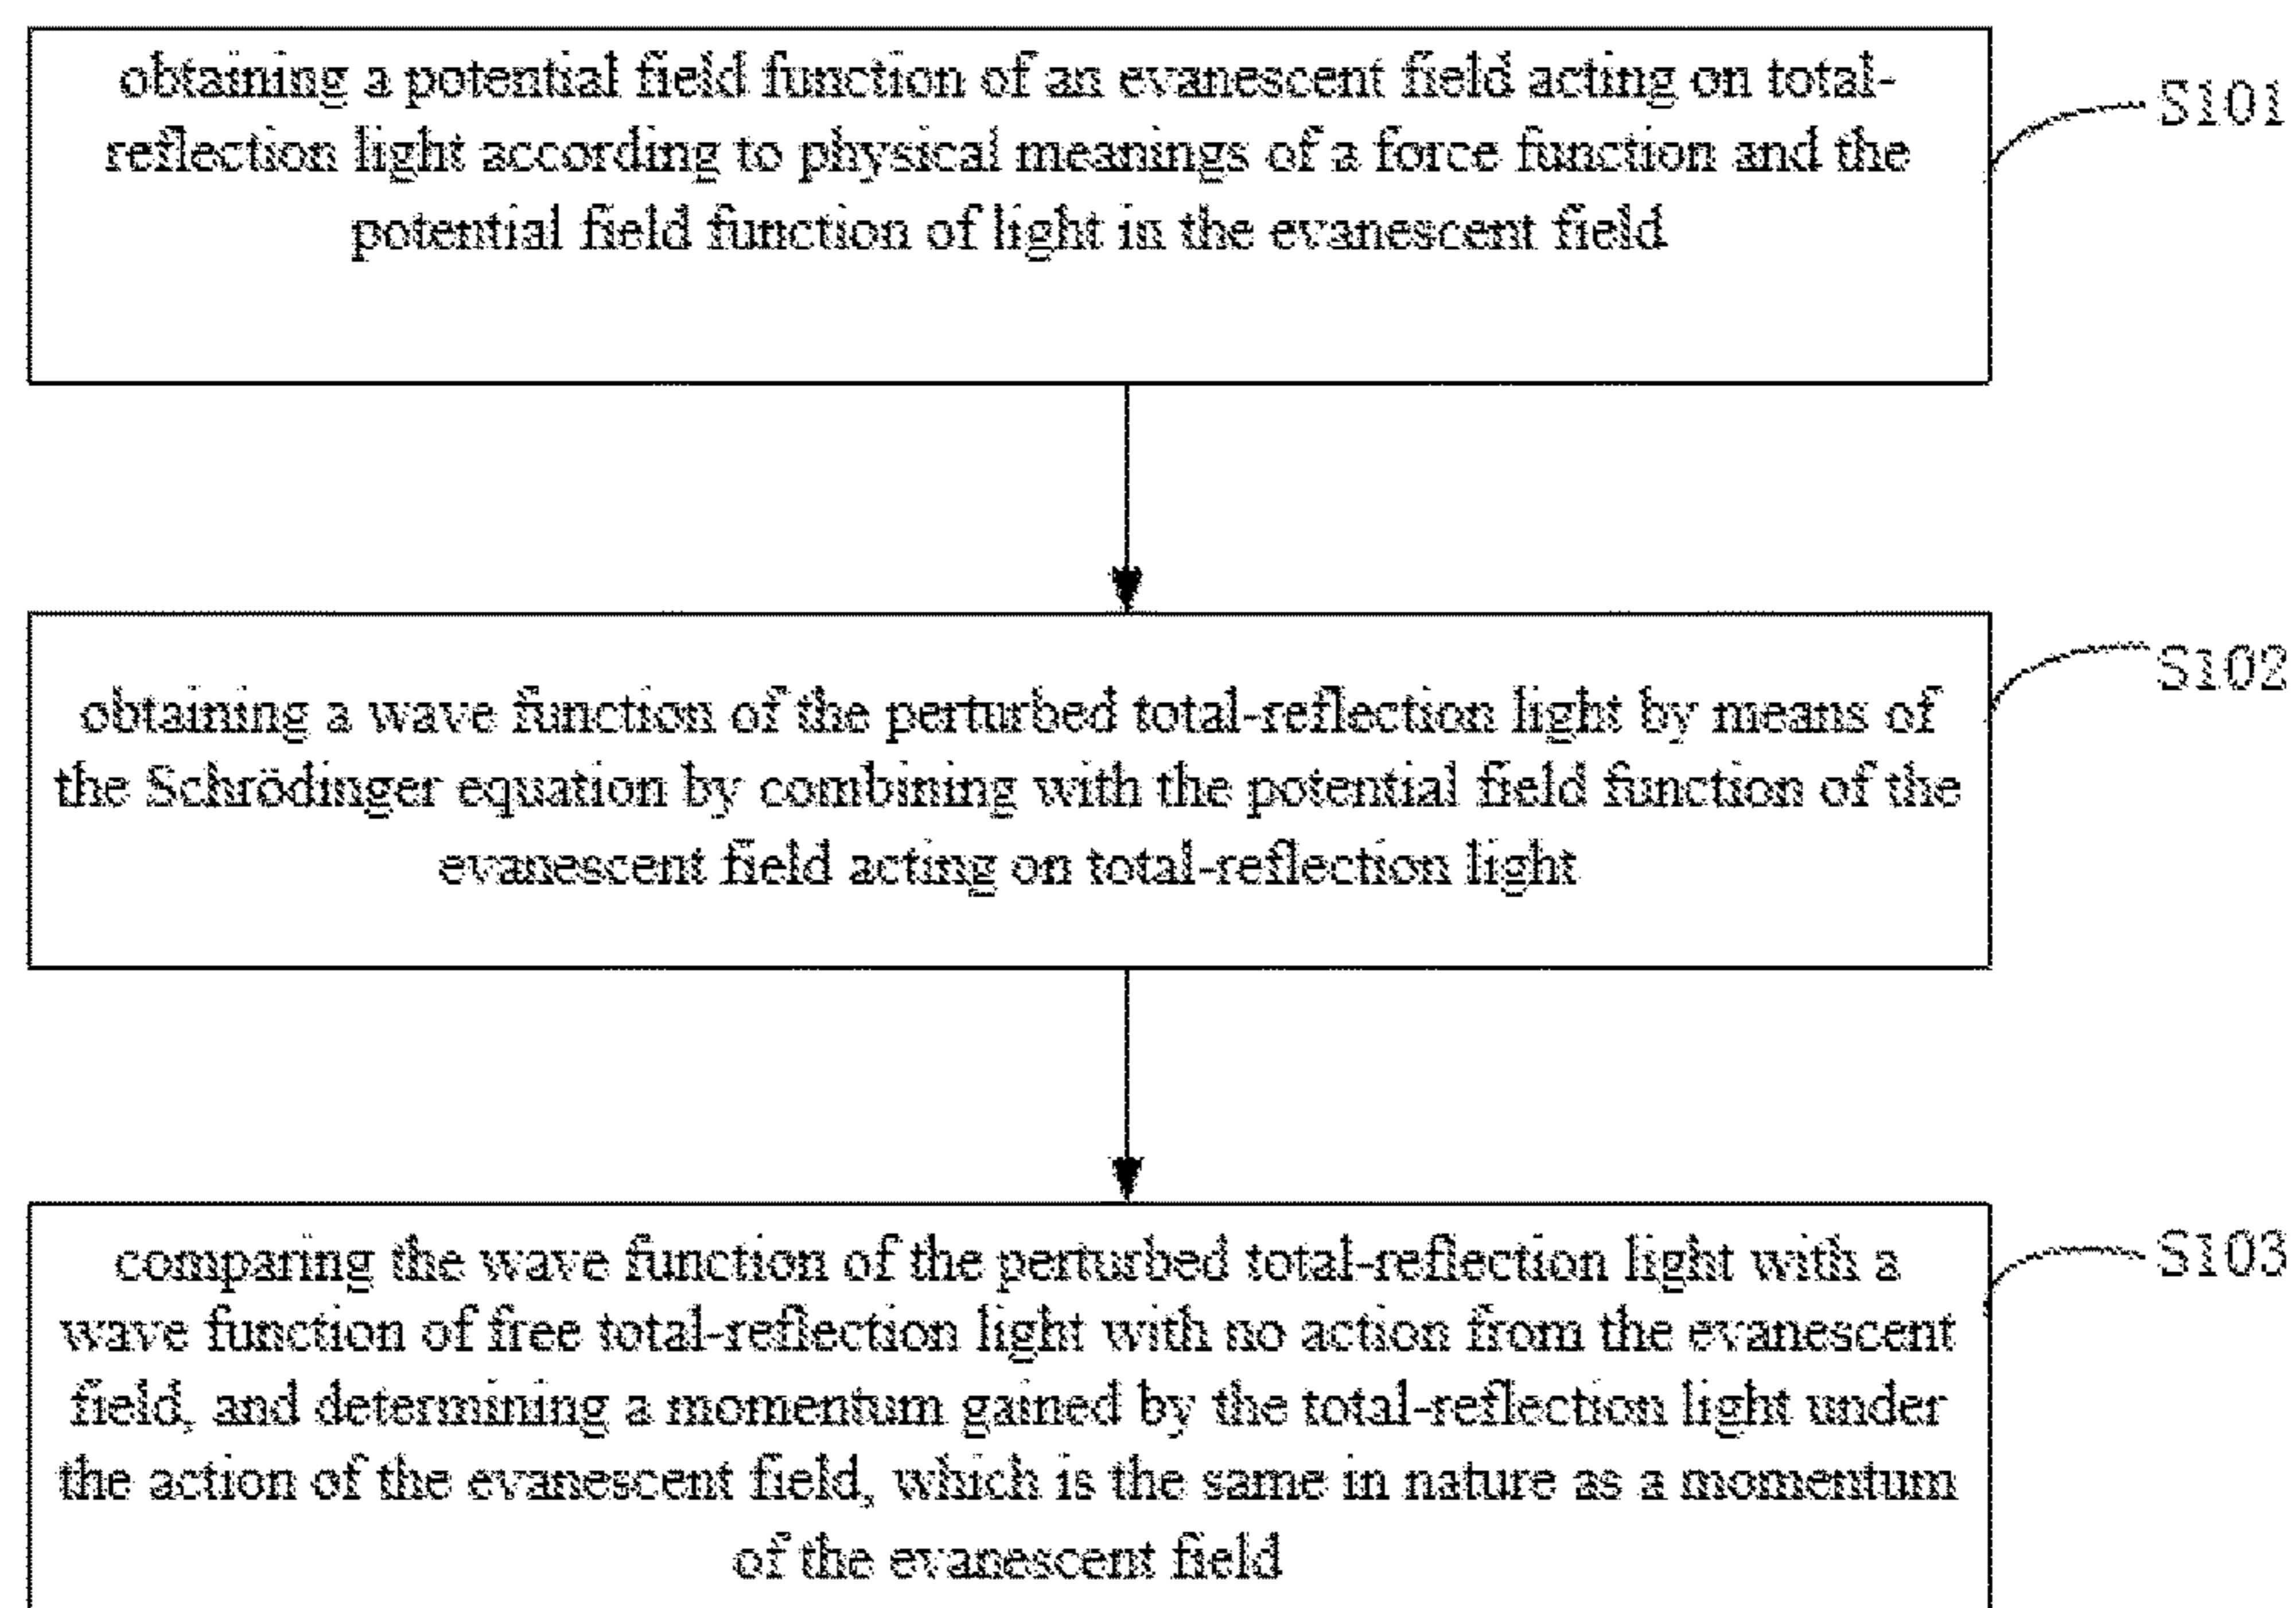 obtaining a potential field function of an evanescent field acting on total-
reflection light according to physical meanings of a force function and the
potential field function of light in the evanescent field
S101
obtaining a wave function of the perturbed total-reflection light by means of
the Schrödinger equation by combining with the potential field function of the
evanescent field acting on total-reflection light
S102
comparing the wave function of the perturbed total-reflection light with a
wave function of free total-reflection light with no action from the evanescent
field, and determining a momentum gained by the total-reflection light under
the action of the evanescent field, which is the same in nature as a momentum
of the evanescent field
S103